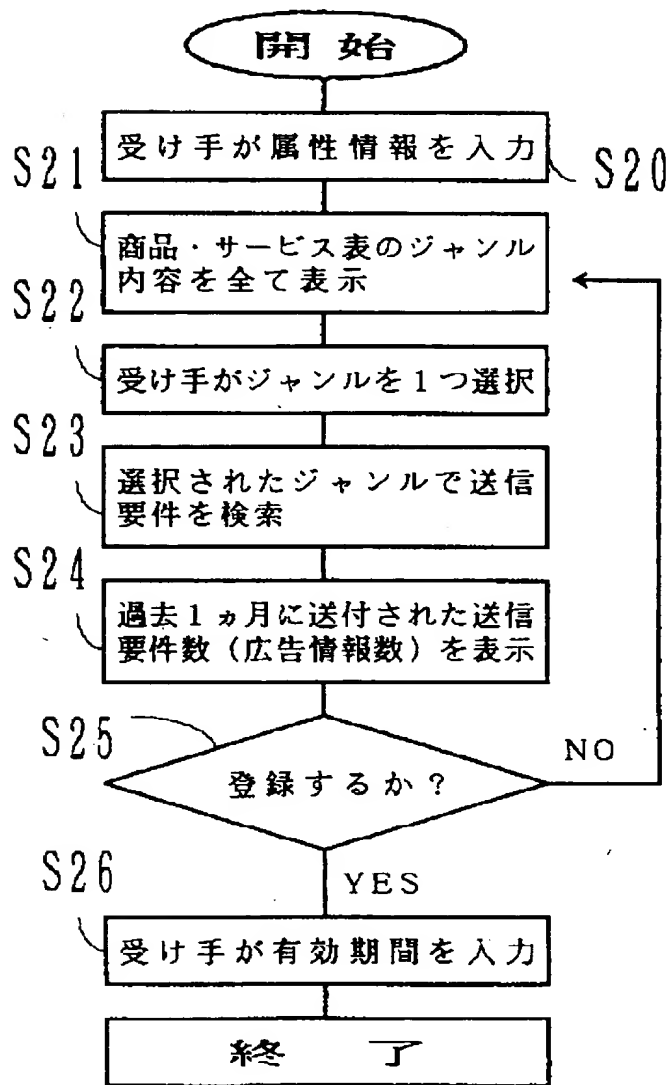 開始
受け手が属性情報を入力
S20
S21
商品・サービス表のジャンル
内容を全て表示
S22
受け手がジャンルを1つ選択
S23
選択されたジャンルで送信
要件を検索
S24
過去1ヵ月に送付された送信
要件数（広告情報数）を表示
S25
登録するか？
NO
YES
S26
受け手が有効期間を入力
終了